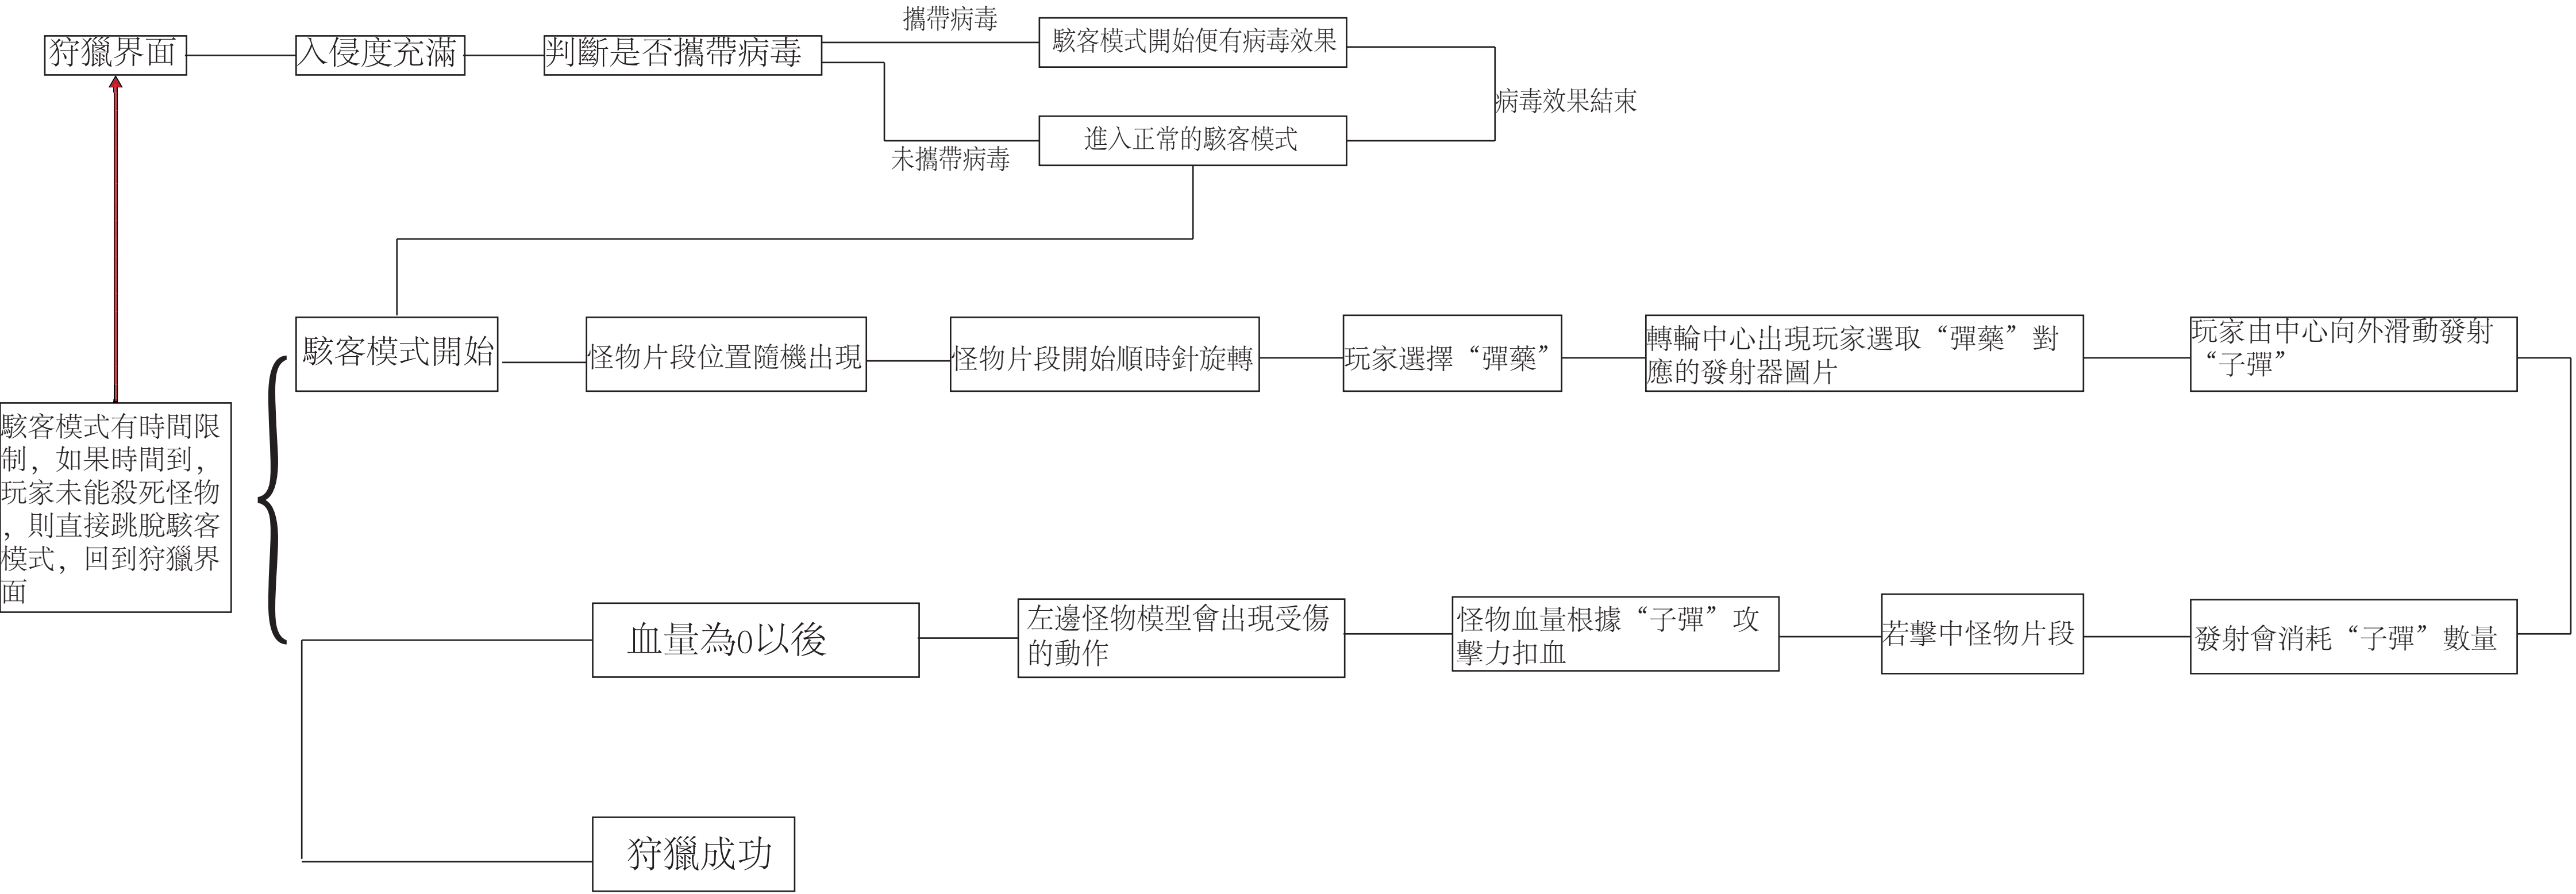 狩獵界面
入侵度充滿
判斷是否攜帶病毒
攜帶病毒
駭客模式開始便有病毒效果
病毒效果結束
未攜帶病毒
進入正常的駭客模式
駭客模式開始
怪物片段位置隨機出現
怪物片段開始順時針旋轉
玩家選擇“彈藥”
轉輪中心出現玩家選取“彈藥”對
應的發射器圖片
玩家由中心向外滑動發射
“子彈”
駭客模式有時間限
制，如果時間到，
玩家未能殺死怪物
，則直接跳脫駭客
模式，回到狩獵界
面
發射會消耗“子彈”數量
若擊中怪物片段
怪物血量根據“子彈”攻
擊力扣血
左邊怪物模型會出現受傷
的動作
血量為0以後
狩獵成功